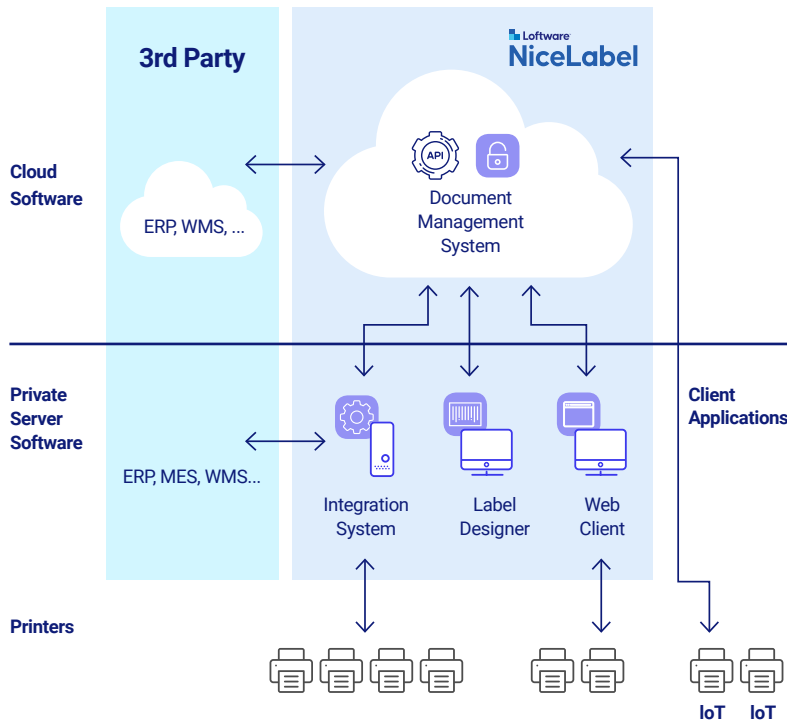 3rd Party
Loftware
NiceLabel
Cloud
Software
API
Document
Management
System
ERP, WMS, ...
Private
Server
Software
Client
Applications
ERP, MES, WMS...
Integration
System
Label
Designer
Web
Client
Printers
IoT
IoT